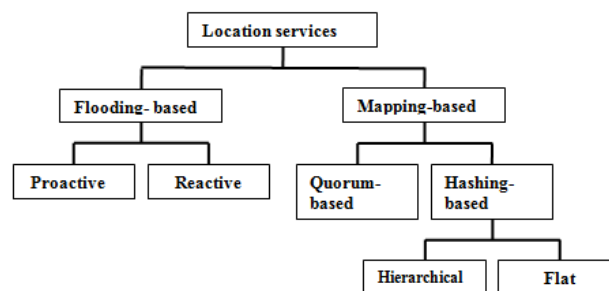 Location services
Flooding- based
Mapping-based
Proactive
Reactive
Quorum-
based
Hashing-
based
Hierarchical
Flat